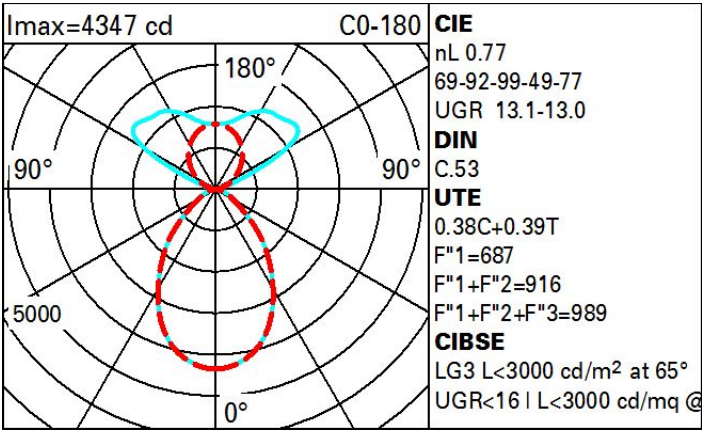 Imax=4347 cd C0-180
180°
90° 90°
5000
0°
CIE
nL 0.77
69-92-99-49-77
UGR 13.1-13.0
DIN
C.53
UTE
0.38C+0.39T
F"1=687
F"1+F"2=916
F"1+F"2+F"3=989
CIBSE
LG3 L<3000 cd/m² at 65°
UGR<16 | L<3000 cd/mq @